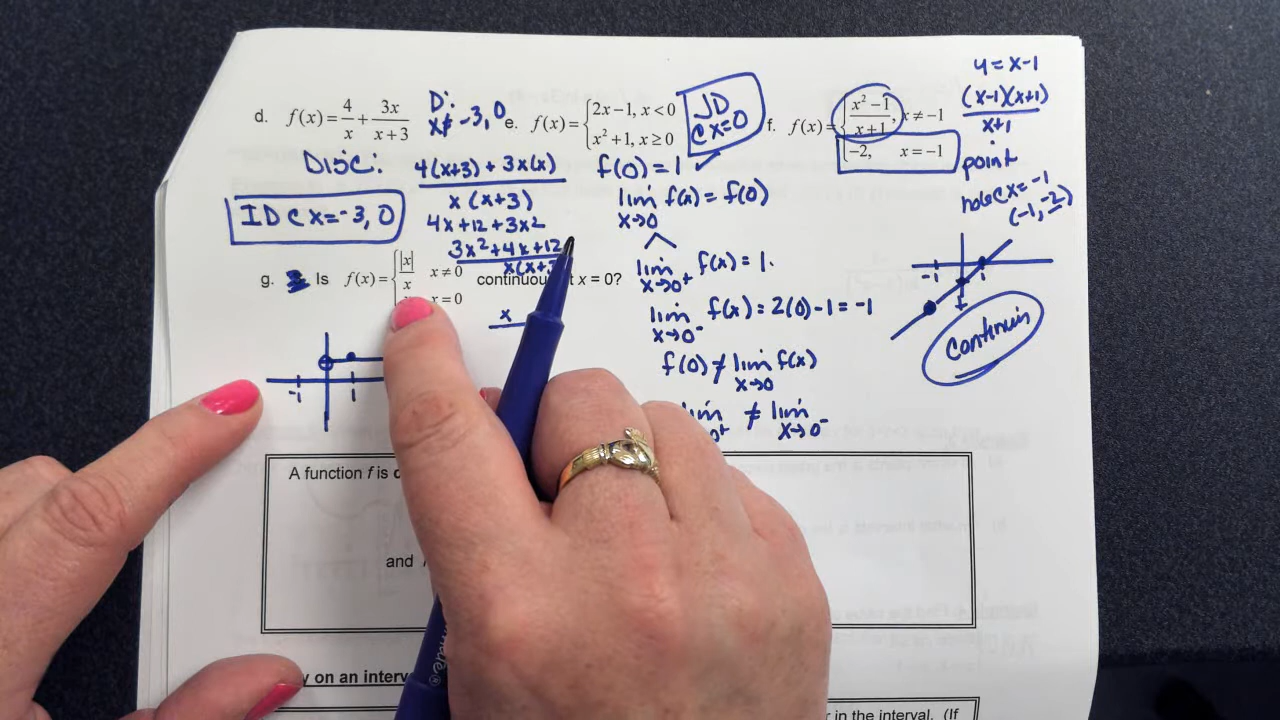 d. f(x) = 4/x + 3x/(x+3)
D: x≠ -3, 0
DISC:
4(x+3) + 3x(x)
x(x+3)
4x+12+3x²
3x²+4x+12
ID @ x=-3, 0
e. f(x) = { 2x-1, x<0
x²+1, x≥0
JD
@ x=0
f(0) = 1 ✓
lim f(x) = f(0)
x→0
lim f(x) = 1.
x→0⁺
lim f(x) = 2(0)-1 = -1
x→0⁻
f(0) ≠ lim f(x)
x→0
≠ lim
x→0⁻
f. f(x) = { x²-1/x+1, x≠-1
-2, x=-1
y = x-1
(x-1)(x+1)
x+1
point
hole @ x=-1
(-1,-2)
-1 1
g. Is f(x) = { |x|/x x≠0
x=0
x = 0?
x
-1 1
A function f is
and
y on an interv
r in the interval. (If